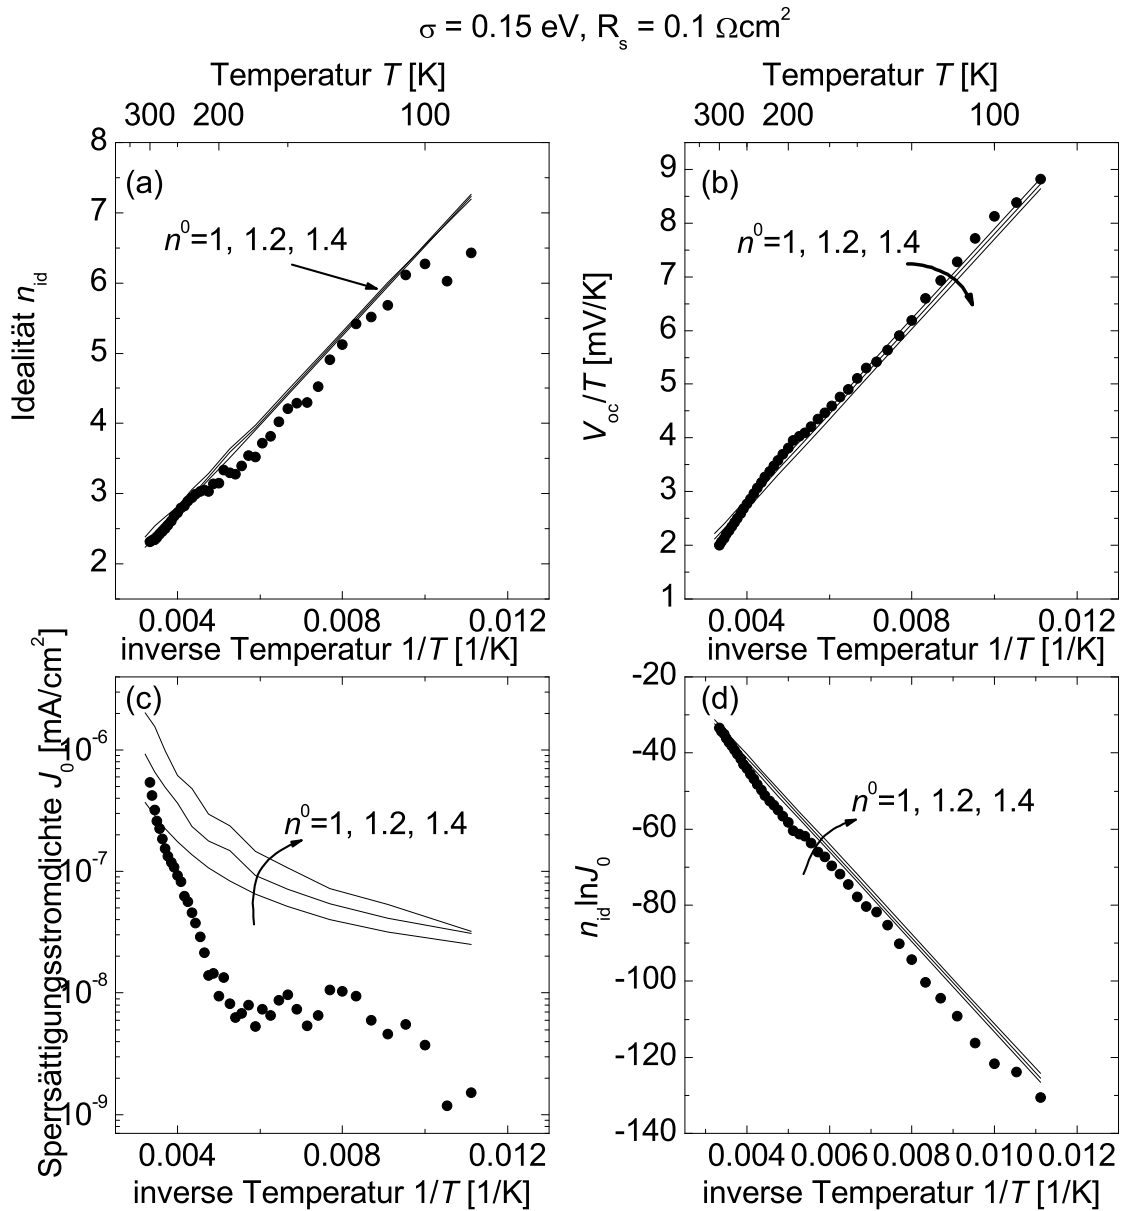 σ = 0.15 eV, Rs = 0.1 Ωcm²
Temperatur T [K]
300 200 100
(a)
n⁰=1, 1.2, 1.4
8
7
6
5
4
3
2
Idealität nid
0.004 0.008 0.012
inverse Temperatur 1/T [1/K]
Temperatur T [K]
300 200 100
(b)
n⁰=1, 1.2, 1.4
9
8
7
6
5
4
3
2
1
Voc/T [mV/K]
0.004 0.008 0.012
inverse Temperatur 1/T [1/K]
(c)
n⁰=1, 1.2, 1.4
10⁻⁶
10⁻⁷
10⁻⁸
10⁻⁹
Sperrsättigungsstromdichte J0 [mA/cm²]
0.004 0.008 0.012
inverse Temperatur 1/T [1/K]
(d)
n⁰=1, 1.2, 1.4
-20
-40
-60
-80
-100
-120
-140
nidlnJ0
0.004 0.006 0.008 0.010 0.012
inverse Temperatur 1/T [1/K]